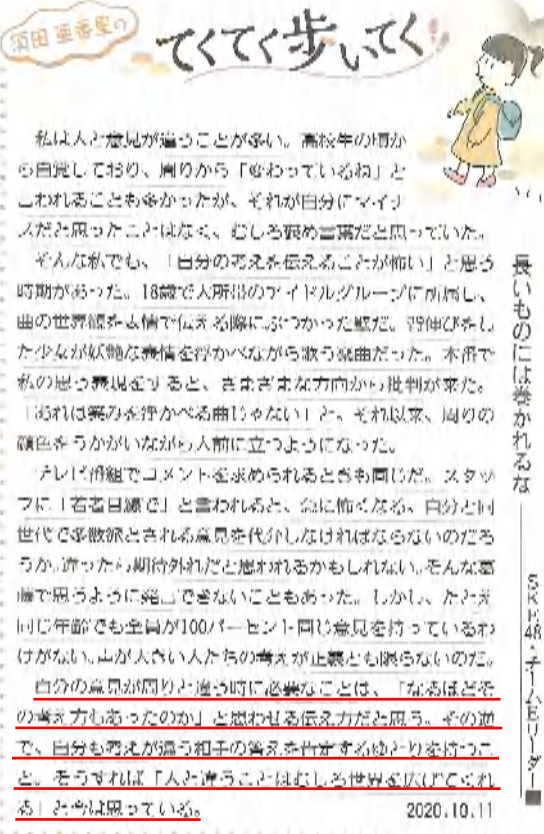 須田亜香里の
てくてく歩いてく
長いものには巻かれるな
SKE48・チームEリーダー■
私は人と意見が違うことが多い。高校生の頃か
ら自覚しており、周りから「変わっているね」と
言われることも多かったが、それが自分にマイナ
スだと思ったことはなく、むしろ褒め言葉だと思っていた。
そんな私でも、「自分の考えを伝えることが怖い」と思う
時期があった。18歳で大所帯のアイドルグループに所属し、
曲の世界観を表情で伝える際にぶつかった壁だ。背伸びをし
た少女が妖艶な表情を浮かべながら歌う楽曲だった。本番で
私の思う表現をすると、さまざまな方向から批判が来た。
「あれは笑みを浮かべる曲じゃない」と。それ以来、周りの
顔色をうかがいながら人前に立つようになった。
テレビ番組でコメントを求められるときも同じだ。スタッ
フに「若者目線で」と言われると、急に怖くなる。自分と同
世代で多数派とされる意見を代弁しなければならないのだろ
うか。違ったら期待外れだと思われるかもしれない。そんな葛
藤で思うように発言できないこともあった。しかし、たとえ
同じ年齢でも全員が100パーセント同じ意見を持っているわ
けがない。声が大きい人たちの考えが正義とも限らないのだ。
自分の意見が周りと違う時に必要なことは、「なるほどそ
の考え方もあったのか」と思わせる伝え方だと思う。その逆
で、自分も考えが違う相手の答えを肯定するゆとりを持つこ
と。そうすれば「人と違うことはむしろ世界を広げてくれ
る」と今は思っている。
2020.10.11